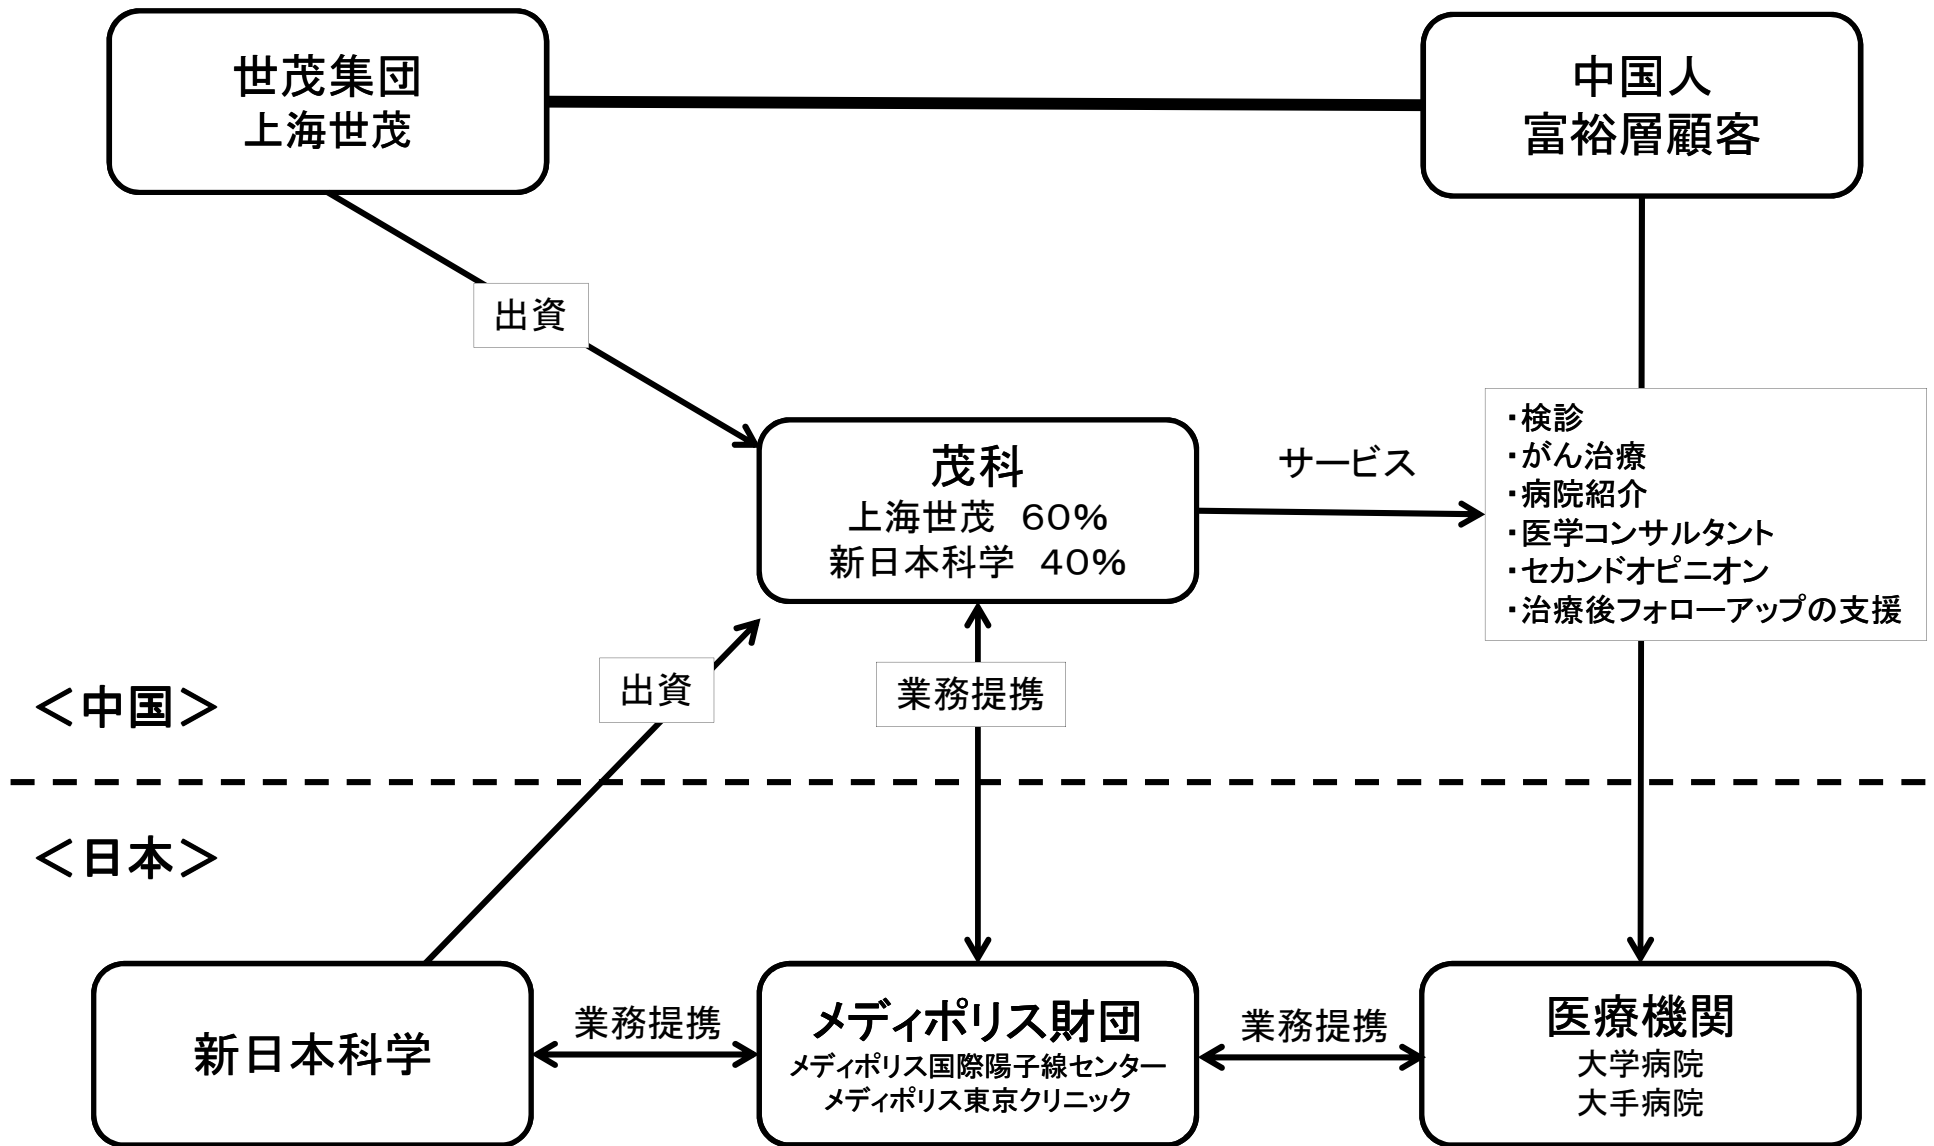 世茂集団
上海世茂
中国人
富裕層顧客
出資
茂科
上海世茂 60%
新日本科学 40%
サービス
・検診
・がん治療
・病院紹介
・医学コンサルタント
・セカンドオピニオン
・治療後フォローアップの支援
出資
業務提携
＜中国＞
＜日本＞
新日本科学
業務提携
メディポリス財団
メディポリス国際陽子線センター
メディポリス東京クリニック
業務提携
医療機関
大学病院
大手病院